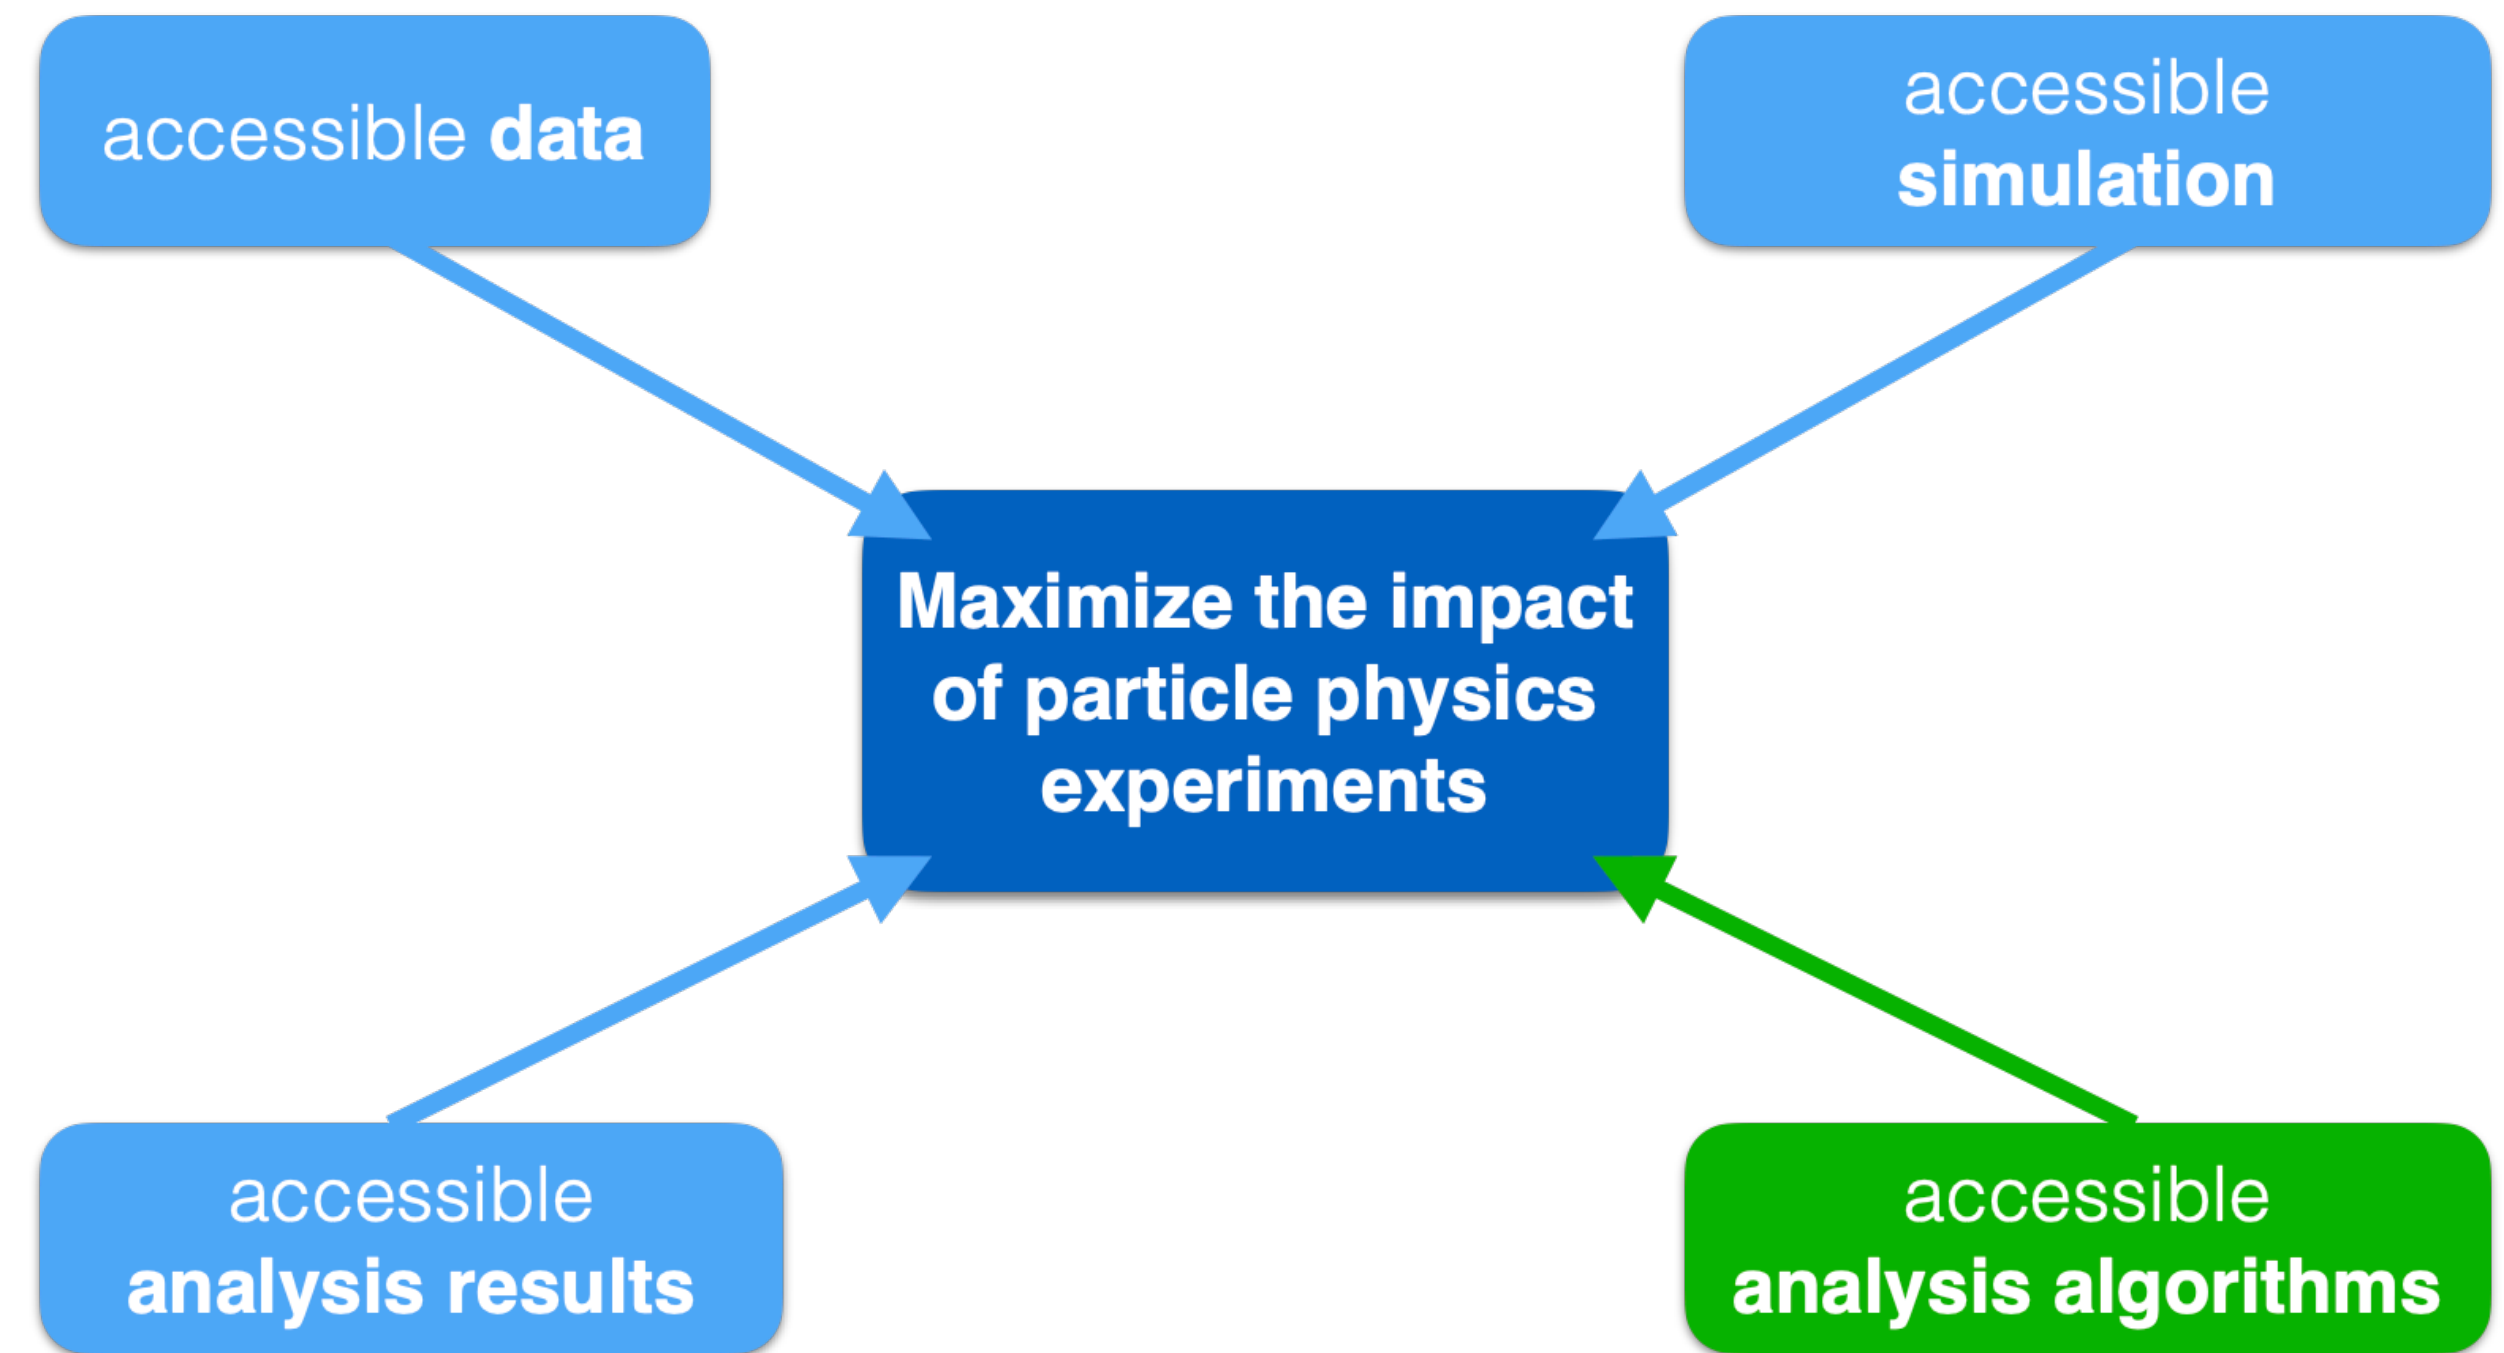 accessible data
accessible
simulation
Maximize the impact
of particle physics
experiments
accessible
analysis results
accessible
analysis algorithms